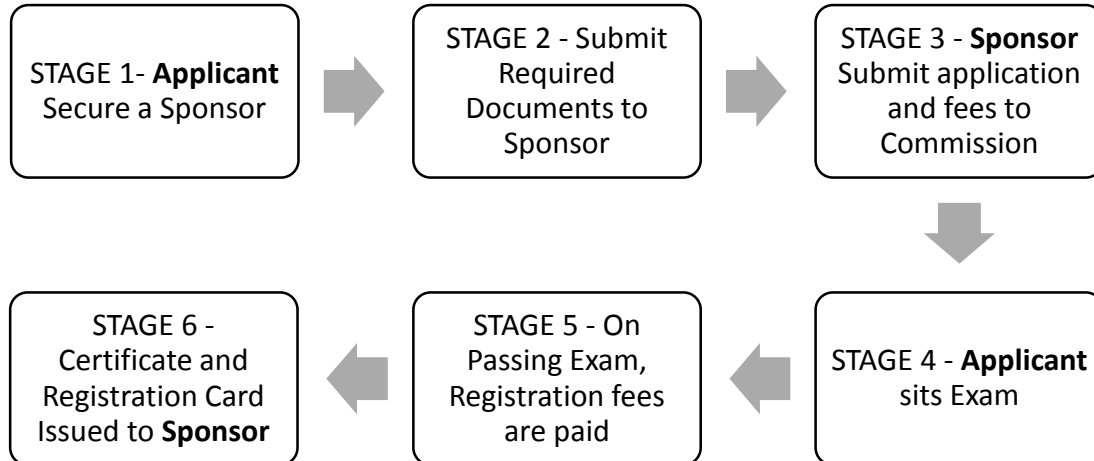 STAGE 1- Applicant
Secure a Sponsor
STAGE 2 - Submit
Required
Documents to
Sponsor
STAGE 3 - Sponsor
Submit application
and fees to
Commission
STAGE 4 - Applicant
sits Exam
STAGE 5 - On
Passing Exam,
Registration fees
are paid
STAGE 6 -
Certificate and
Registration Card
Issued to Sponsor